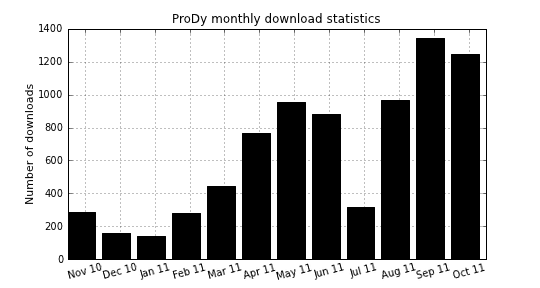 ProDy monthly download statistics
1400
1200
1000
800
600
400
200
0
Number of downloads
Nov 10 Dec 10 Jan 11 Feb 11 Mar 11 Apr 11 May 11 Jun 11 Jul 11 Aug 11 Sep 11 Oct 11